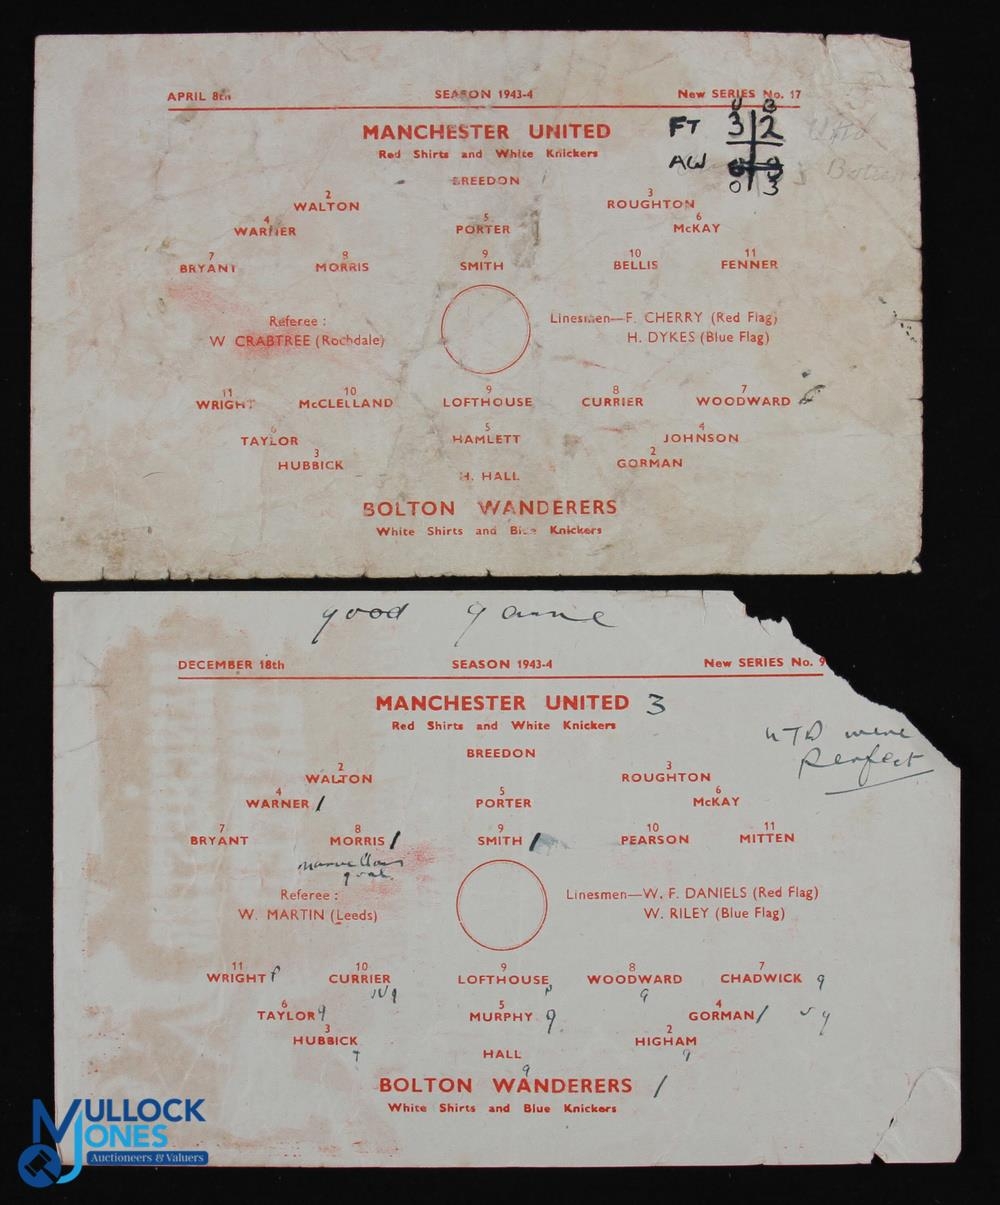 APRIL 8th SEASON 1943-4 New SERIES No. 17
U B
MANCHESTER UNITED FT 3 2 Utd
Red Shirts and White Knickers AW
0 3
BREEDON
2 3
WALTON ROUGHTON
4 5 6
WARNER PORTER McKAY
7 8 9 10 11
BRYANT MORRIS SMITH BELLIS FENNER
Referee : Linesmen—F. CHERRY (Red Flag)
W CRABTREE (Rochdale) H. DYKES (Blue Flag)
11 10 9 8 7
WRIGHT McCLELLAND LOFTHOUSE CURRIER WOODWARD
6 5 4
TAYLOR HAMLETT JOHNSON
3 2
HUBBICK GORMAN
H. HALL
BOLTON WANDERERS
White Shirts and Blue Knickers
good game
DECEMBER 18th SEASON 1943-4 New SERIES No. 9
MANCHESTER UNITED 3
Red Shirts and White Knickers
UTD were
perfect
BREEDON
2 3
WALTON ROUGHTON
4 5 6
WARNER / PORTER McKAY
7 8 9 10 11
BRYANT MORRIS / SMITH / PEARSON MITTEN
marvellous
goal.
Referee : Linesmen—W. F. DANIELS (Red Flag)
W. MARTIN (Leeds) W. RILEY (Blue Flag)
11 10 9 8 7
WRIGHT CURRIER LOFTHOUSE WOODWARD CHADWICK g
g
6 5 4
TAYLOR g MURPHY g. GORMAN / v g
3 2
HUBBICK HIGHAM
HALL
g
BOLTON WANDERERS 1
White Shirts and Blue Knickers
MULLOCK
JONES
Auctioneers & Valuers